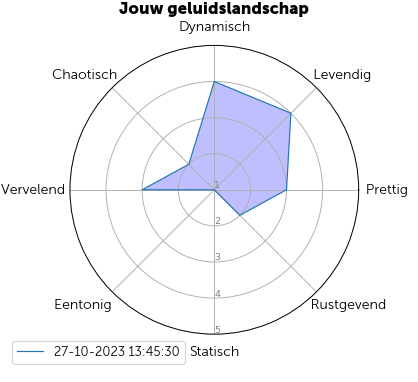 Jouw geluidslandschap
Dynamisch
Chaotisch
Levendig
Vervelend
1
Prettig
2
3
4
Eentonig
Rustgevend
5
27-10-2023 13:45:30
Statisch